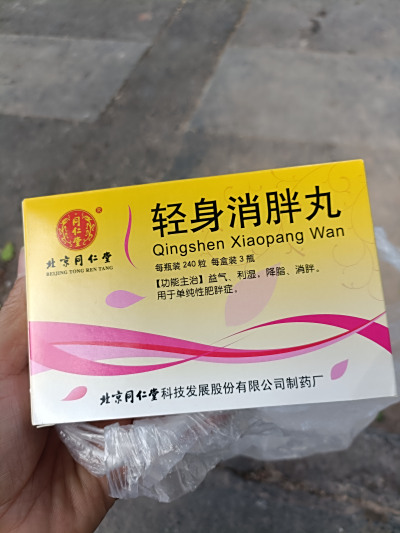 同仁堂
北京同仁堂
BEIJING TONG REN TANG
轻身消胖丸
Qingshen Xiaopang Wan
每瓶装 240 粒 每盒装 3 瓶
【功能主治】益气、利湿、降脂、消胖。
用于单纯性肥胖症。
北京同仁堂科技发展股份有限公司制药厂